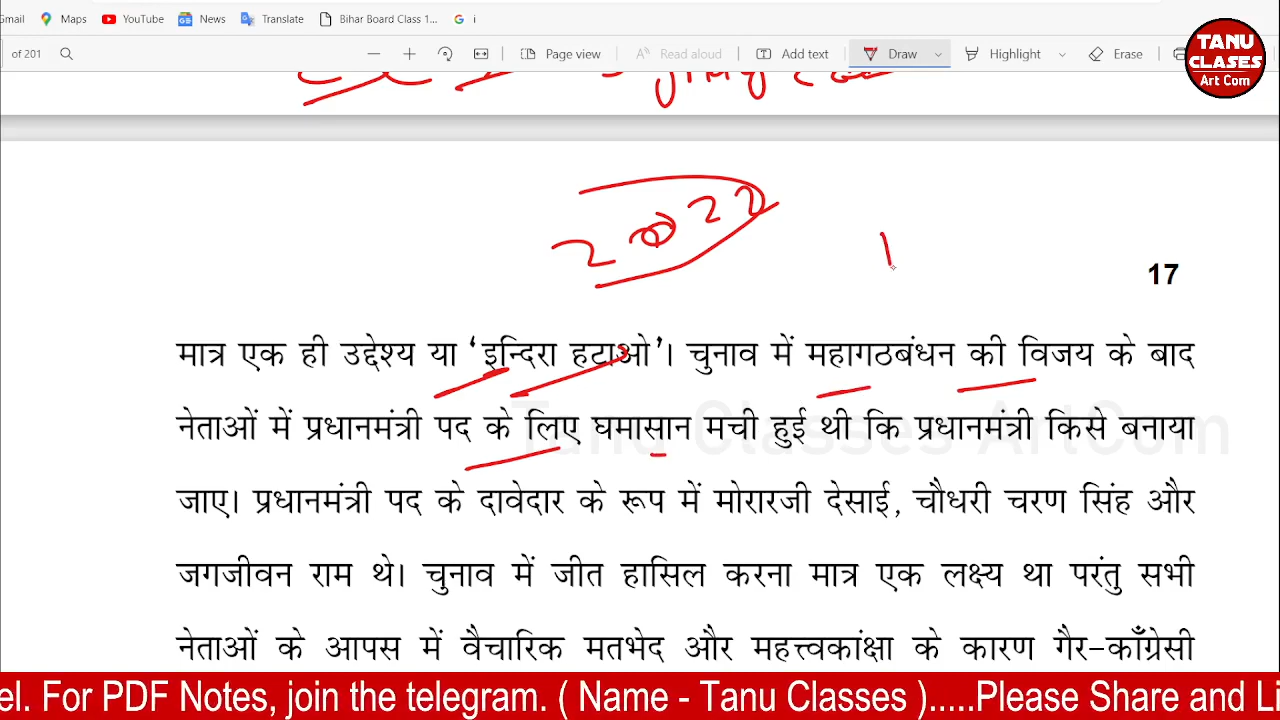 Gmail Maps YouTube News Translate Bihar Board Class 1... i
of 201 Page view Read aloud Add text Draw Highlight Erase
TANU
CLASES
Art Com
2022
17
मात्र एक ही उद्देश्य या ‘इन्दिरा हटाओ’। चुनाव में महागठबंधन की विजय के बाद
नेताओं में प्रधानमंत्री पद के लिए घमासान मची हुई थी कि प्रधानमंत्री किसे बनाया
Tanu Classes ArtCom
जाए। प्रधानमंत्री पद के दावेदार के रूप में मोरारजी देसाई, चौधरी चरण सिंह और
जगजीवन राम थे। चुनाव में जीत हासिल करना मात्र एक लक्ष्य था परंतु सभी
नेताओं के आपस में वैचारिक मतभेद और महत्त्वकांक्षा के कारण गैर-काँग्रेसी
el. For PDF Notes, join the telegram. ( Name - Tanu Classes ).....Please Share and Li